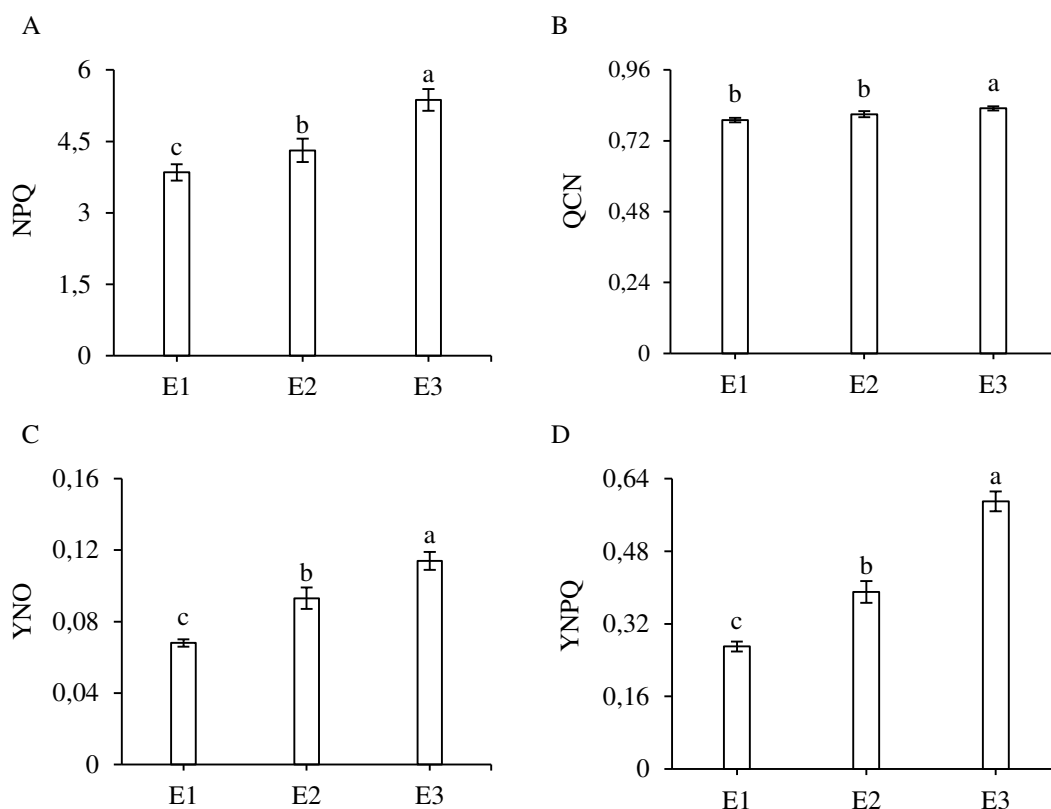 A
NPQ
6
4,5
3
1,5
0
c
b
a
E1 E2 E3
B
QCN
0,96
0,72
0,48
0,24
0
b
b
a
E1 E2 E3
C
YNO
0,16
0,12
0,08
0,04
0
c
b
a
E1 E2 E3
D
YNPQ
0,64
0,48
0,32
0,16
0
c
b
a
E1 E2 E3